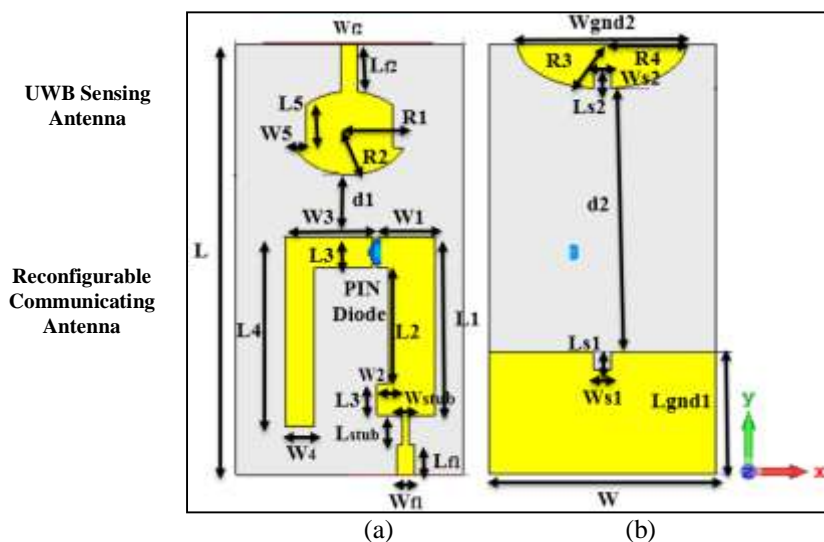 UWB Sensing
Antenna
Reconfigurable
Communicating
Antenna
Wf2
Lf2
L5
W5
R1
R2
d1
W3
W1
L
L3
PIN
Diode
L4
L2
L1
W2
L3
Wstub
Lstub
W4
Lf1
Wf1
(a)
Wgnd2
R3
R4
Ws2
Ls2
d2
Ls1
Ws1
Lgnd1
W
y
z
x
(b)